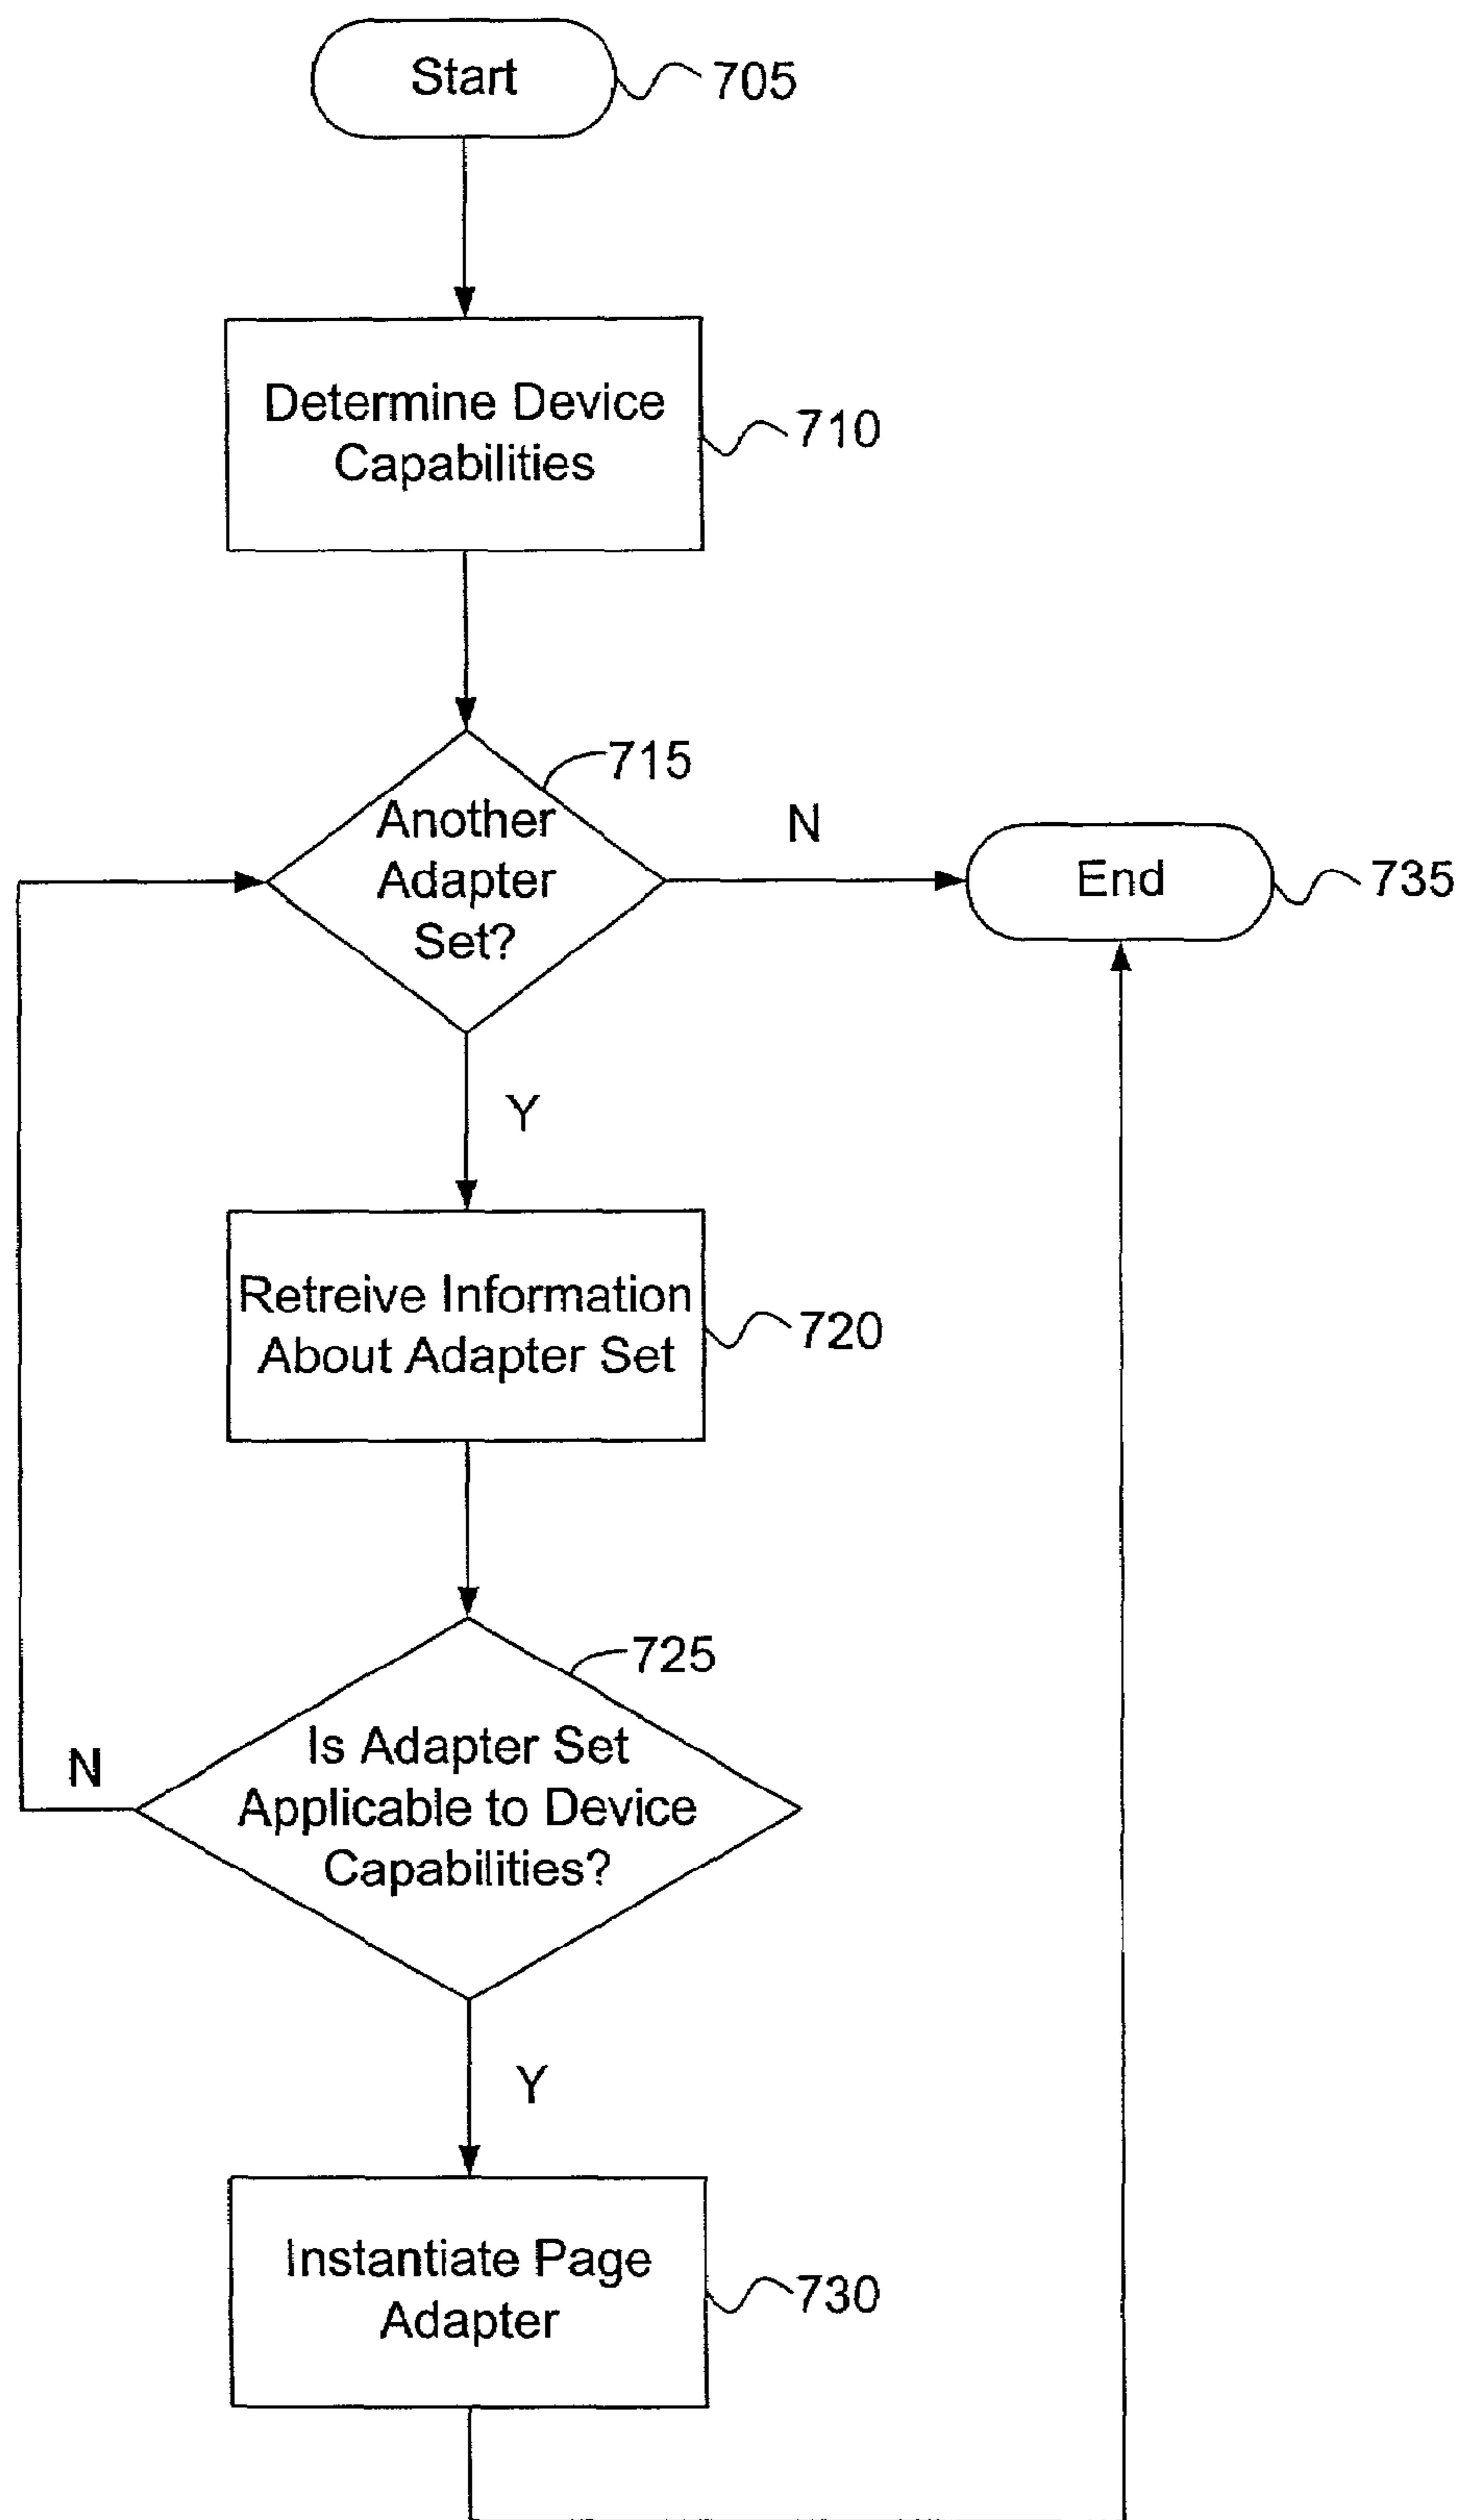 Start
705
Determine Device
Capabilities
710
715
Another
Adapter
Set?
N
End
735
Y
Retreive Information
About Adapter Set
720
725
Is Adapter Set
Applicable to Device
Capabilities?
N
Y
Instantiate Page
Adapter
730